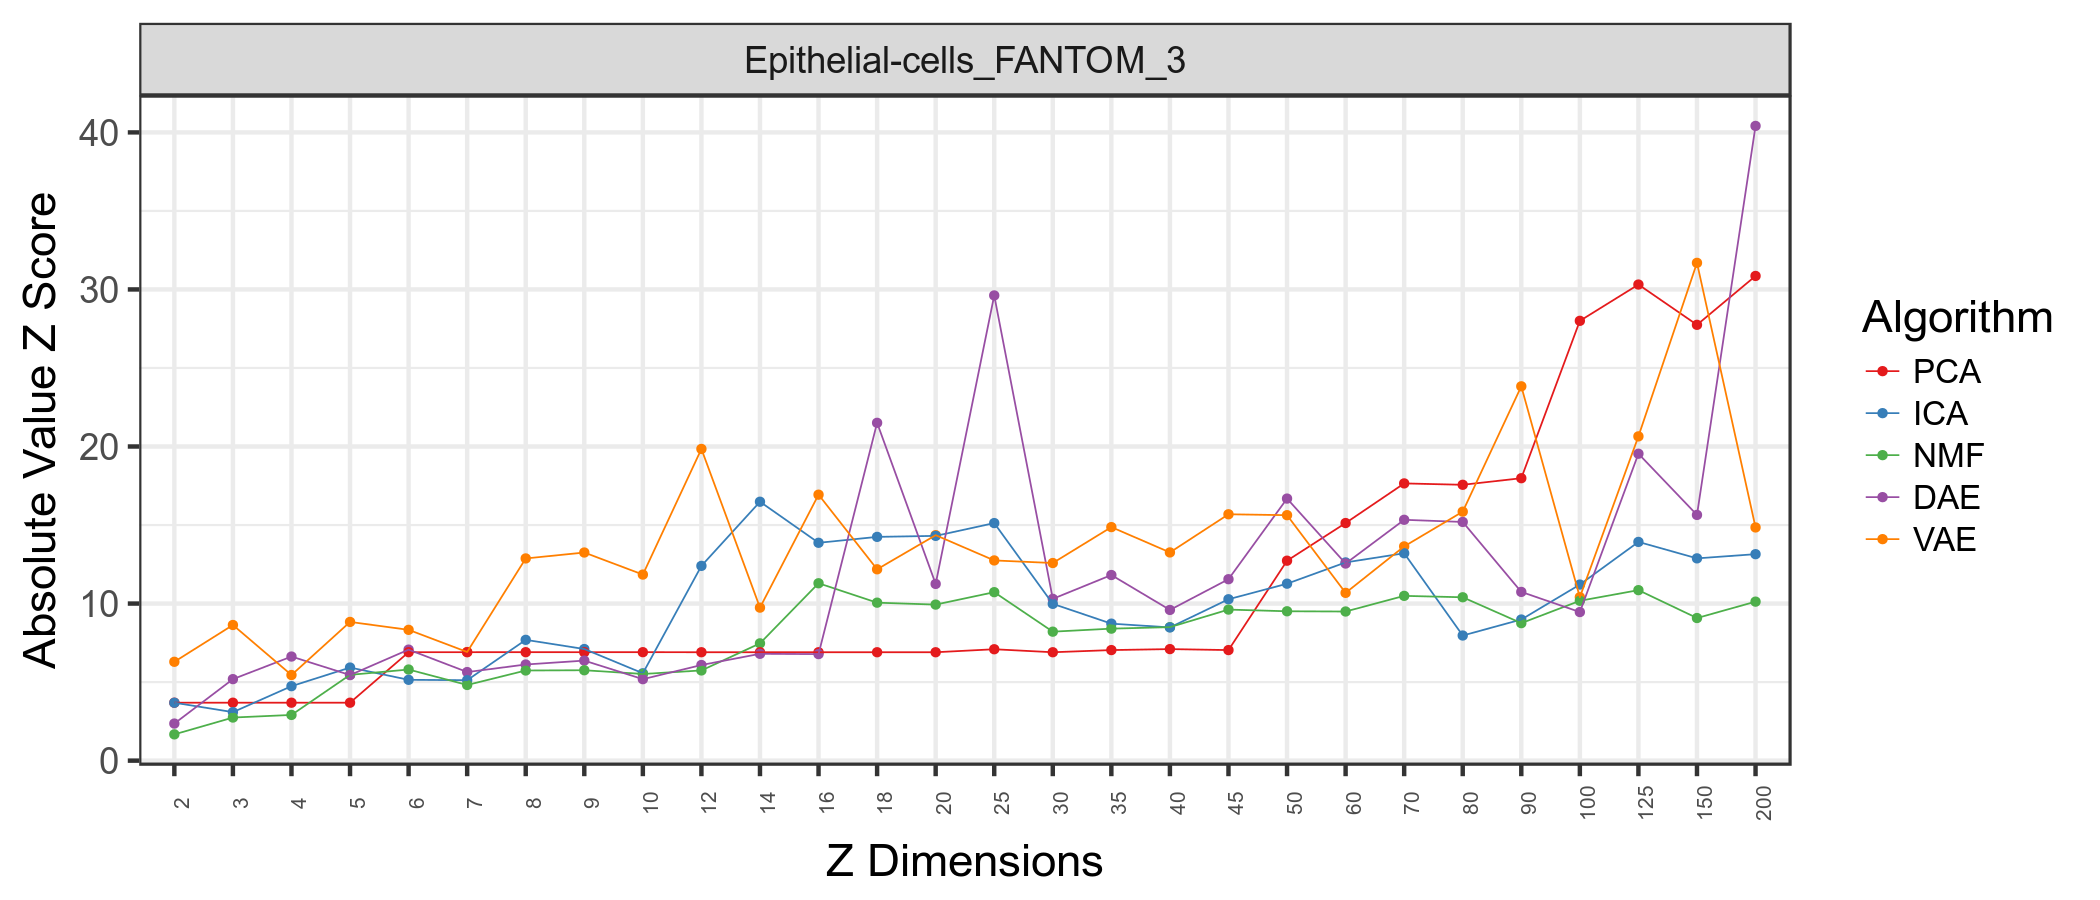 Epithelial-cells_FANTOM_3
Absolute Value Z Score
40
30
20
10
0
2 3 4 5 6 7 8 9 10 12 14 16 18 20 25 30 35 40 45 50 60 70 80 90 100 125 150 200
Z Dimensions
Algorithm
PCA
ICA
NMF
DAE
VAE